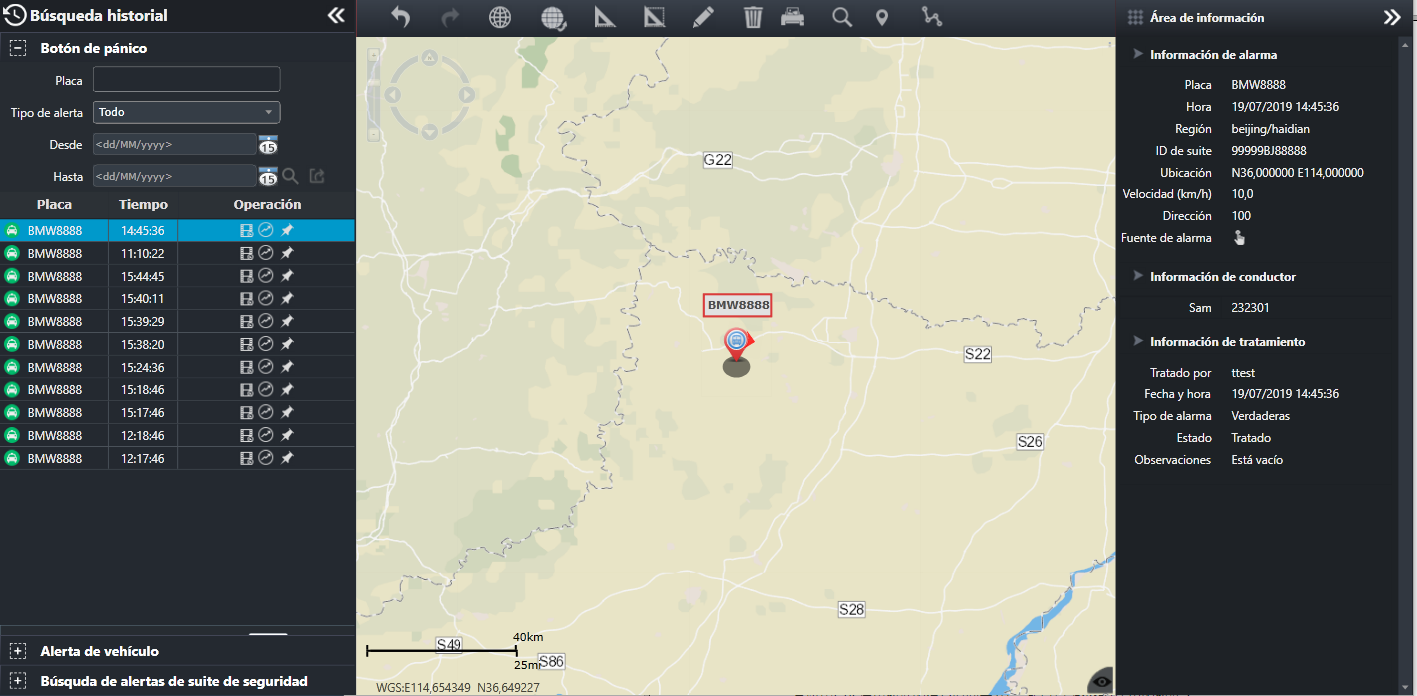 Búsqueda historial
Botón de pánico
Placa
Tipo de alerta Todo
Desde <dd/MM/yyyy> 15
Hasta <dd/MM/yyyy> 15
Placa Tiempo Operación
BMW8888 14:45:36
BMW8888 11:10:22
BMW8888 15:44:45
BMW8888 15:40:11
BMW8888 15:39:29
BMW8888 15:38:20
BMW8888 15:24:36
BMW8888 15:18:46
BMW8888 15:17:46
BMW8888 12:18:46
BMW8888 12:17:46
Alerta de vehículo
Búsquda de alertas de suite de seguridad
G22
BMW8888
S22
S26
S28
S49
S86
40km
25mi
WGS:E114,654349 N36,649227
Área de información
Información de alarma
Placa BMW8888
Hora 19/07/2019 14:45:36
Región beijing/haidian
ID de suite 99999BJ88888
Ubicación N36,000000 E114,000000
Velocidad (km/h) 10,0
Dirección 100
Fuente de alarma
Información de conductor
Sam 232301
Información de tratamiento
Tratado por ttest
Fecha y hora 19/07/2019 14:45:36
Tipo de alarma Verdaderas
Estado Tratado
Observaciones Está vacío